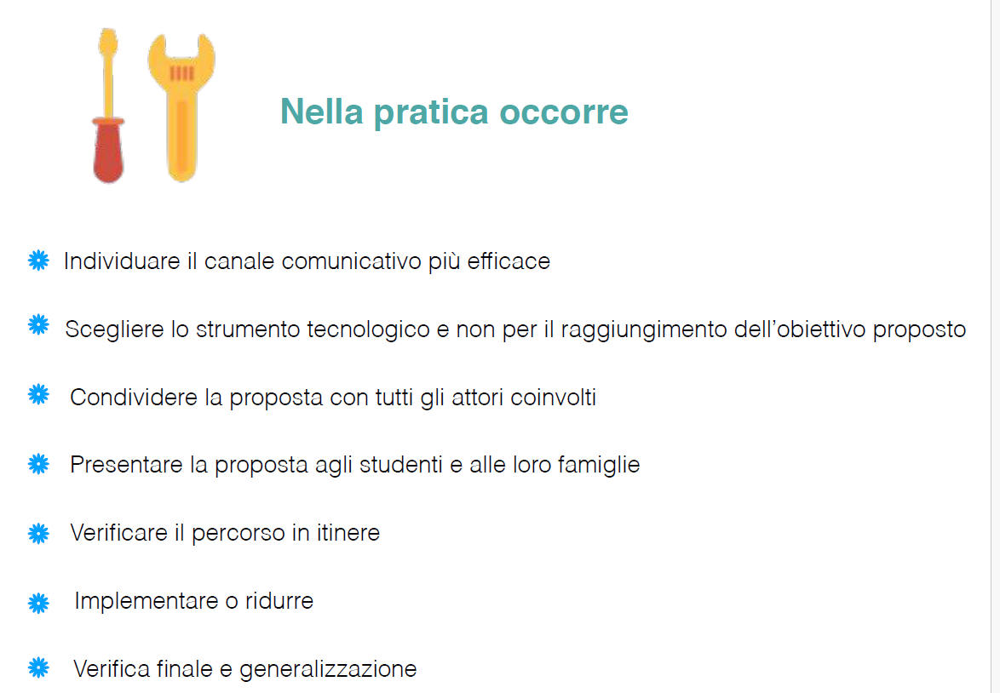 Nella pratica occorre
Individuare il canale comunicativo più efficace
Scegliere lo strumento tecnologico e non per il raggiungimento dell’obiettivo proposto
Condividere la proposta con tutti gli attori coinvolti
Presentare la proposta agli studenti e alle loro famiglie
Verificare il percorso in itinere
Implementare o ridurre
Verifica finale e generalizzazione